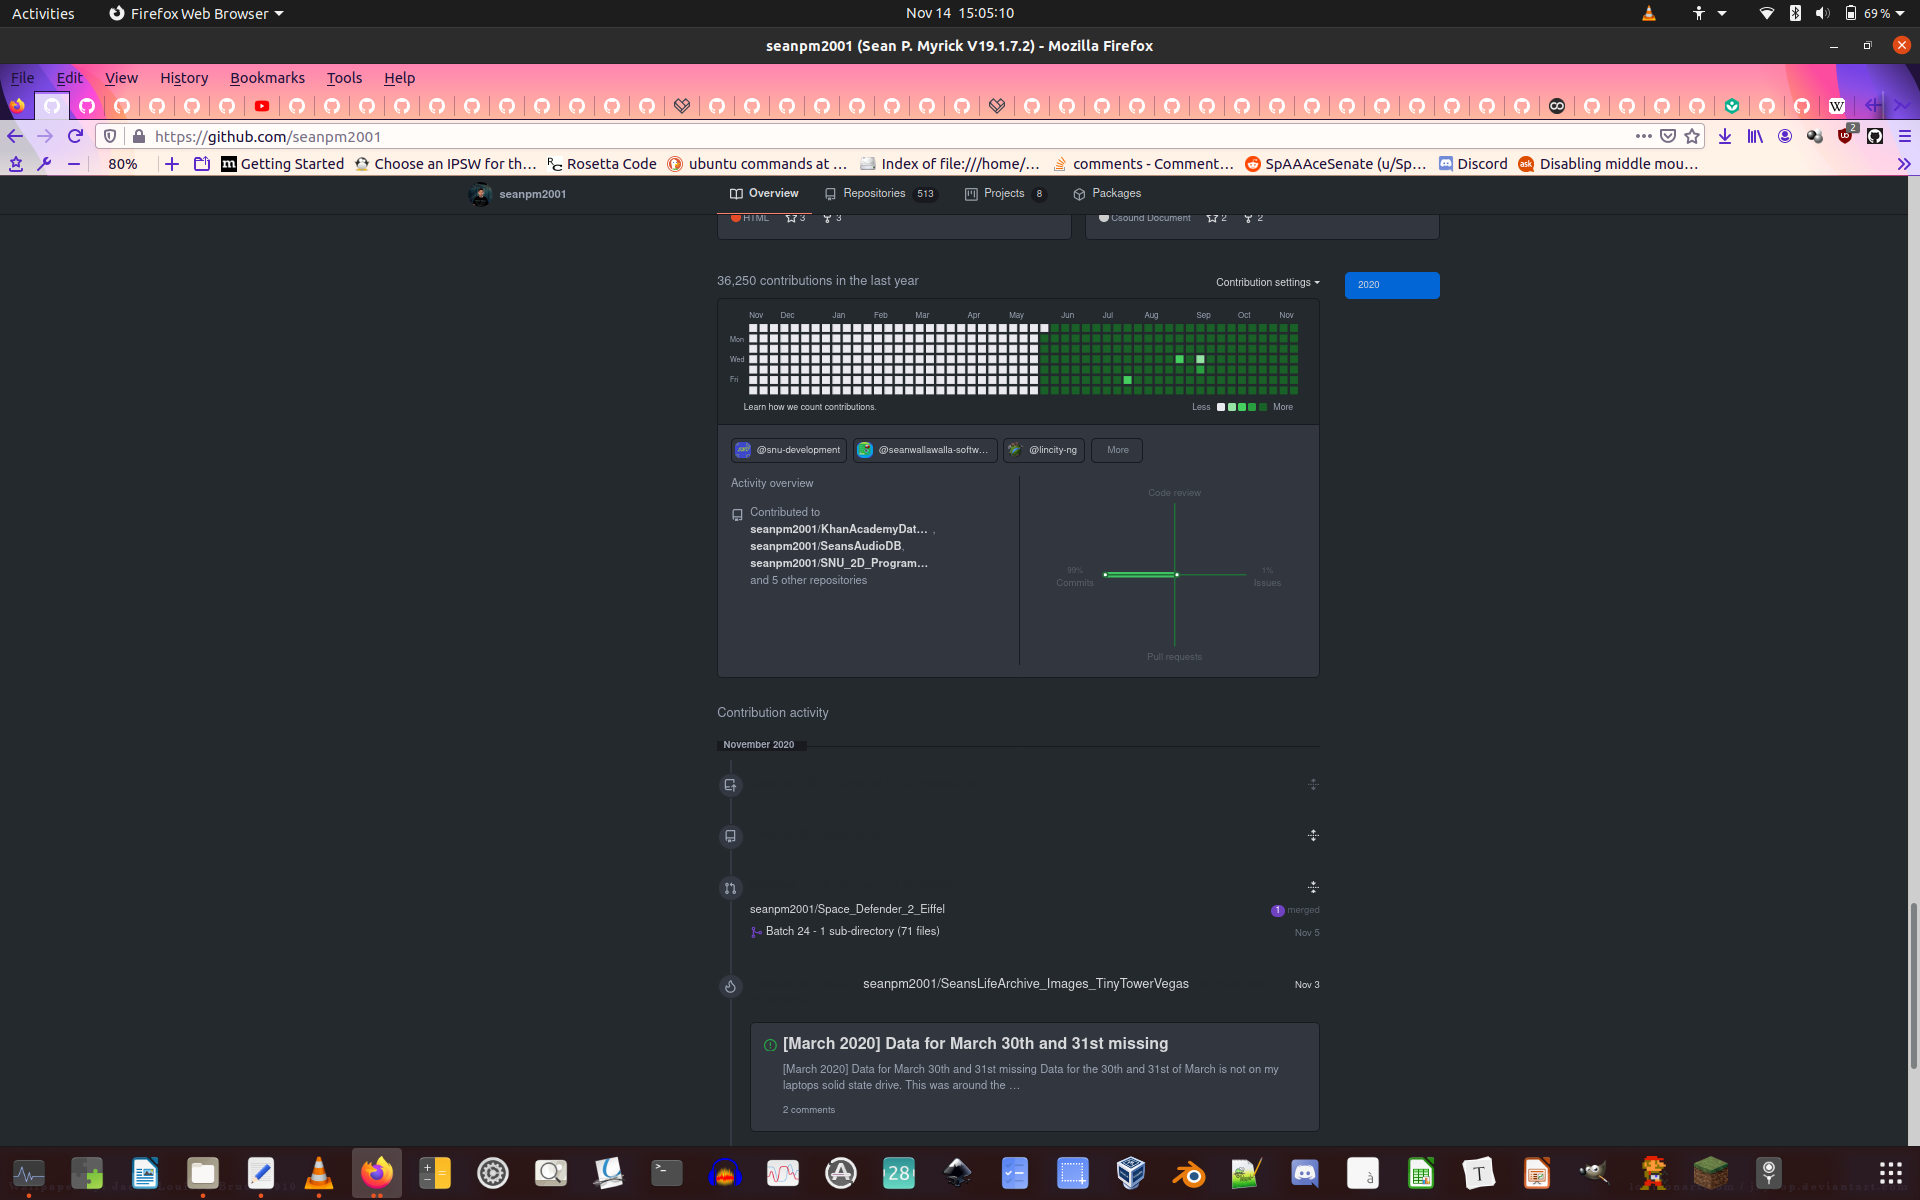 Activities Firefox Web Browser Nov 14 15:05:10 69 %
seanpm2001 (Sean P. Myrick V19.1.7.2) - Mozilla Firefox
File Edit View History Bookmarks Tools Help
https://github.com/seanpm2001 2
80% Getting Started Choose an IPSW for th… Rosetta Code ubuntu commands at … Index of file:///home/… comments - Comment… SpAAAceSenate (u/Sp… Discord Disabling middle mou…
seanpm2001 Overview Repositories 513 Projects 8 Packages
HTML 3 3 Csound Document 2 2
36,250 contributions in the last year Contribution settings 2020
Nov Dec Jan Feb Mar Apr May Jun Jul Aug Sep Oct Nov
Mon
Wed
Fri
Learn how we count contributions. Less More
@snu-development @seanwallawalla-softw… @lincity-ng More
Activity overview
Code review
Contributed to
seanpm2001/KhanAcademyDat… ,
seanpm2001/SeansAudioDB,
seanpm2001/SNU_2D_Program…
and 5 other repositories
99% Commits
1% Issues
Pull requests
Contribution activity
November 2020
seanpm2001/Space_Defender_2_Eiffel 1 merged
Batch 24 - 1 sub-directory (71 files) Nov 5
seanpm2001/SeansLifeArchive_Images_TinyTowerVegas Nov 3
[March 2020] Data for March 30th and 31st missing
[March 2020] Data for March 30th and 31st missing Data for the 30th and 31st of March is not on my
laptops solid state drive. This was around the …
2 comments
28